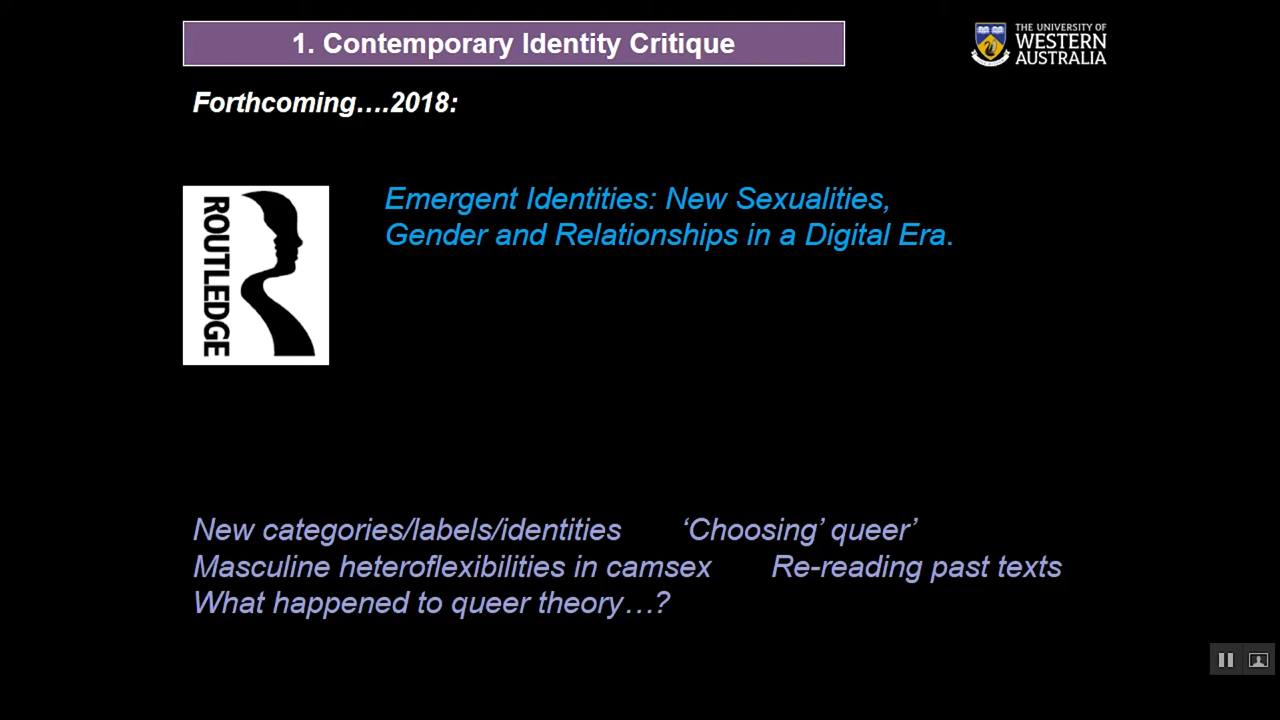 1. Contemporary Identity Critique
THE UNIVERSITY OF
WESTERN
AUSTRALIA
Forthcoming….2018:
ROUTLEDGE
Emergent Identities: New Sexualities,
Gender and Relationships in a Digital Era.
New categories/labels/identities ‘Choosing’ queer’
Masculine heteroflexibilities in camsex Re-reading past texts
What happened to queer theory…?